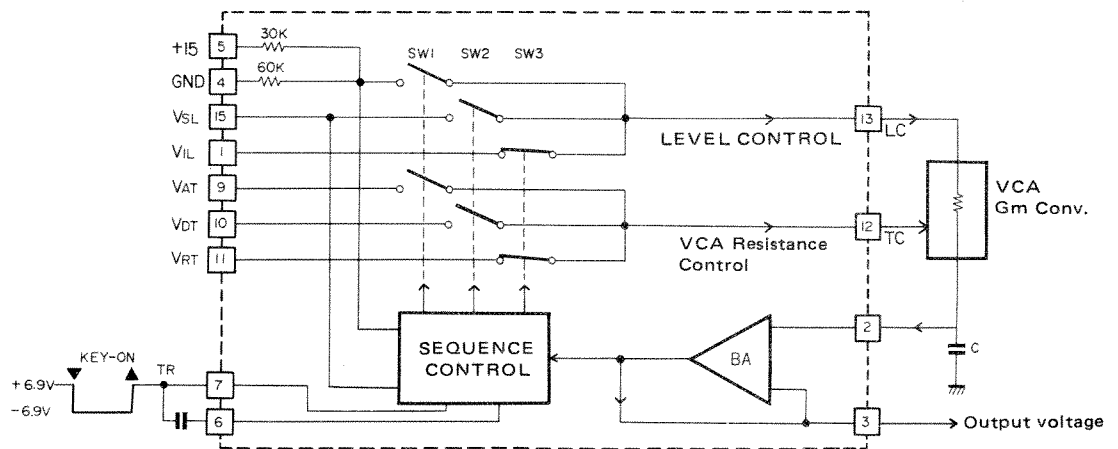 +15 5 30K SW1 SW2 SW3
GND 4 60K
VSL 15
LEVEL CONTROL 13 LC
VIL 1
VAT 9
VCA
Gm Conv.
VDT 10
VCA Resistance
Control
12 TC
VRT 11
2
SEQUENCE
CONTROL
BA
C
KEY-ON TR
+6.9V
-6.9V
7
6
3 Output voltage